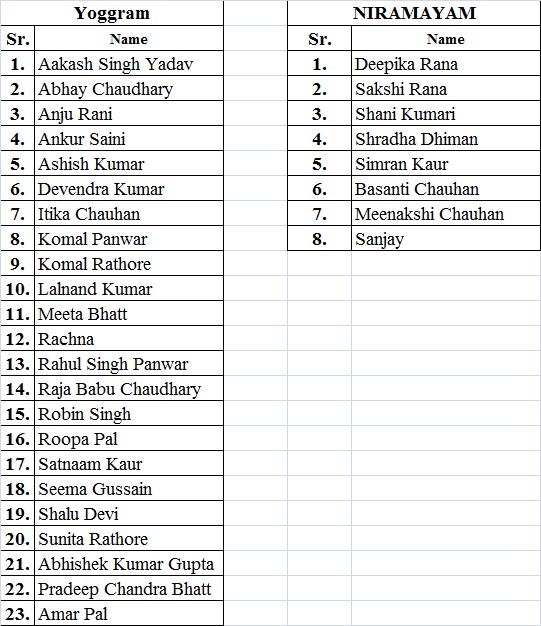 Yoggram NIRAMAYAM
Sr. Name Sr. Name
1. Aakash Singh Yadav 1. Deepika Rana
2. Abhay Chaudhary 2. Sakshi Rana
3. Anju Rani 3. Shani Kumari
4. Ankur Saini 4. Shradha Dhiman
5. Ashish Kumar 5. Simran Kaur
6. Devendra Kumar 6. Basanti Chauhan
7. Itika Chauhan 7. Meenakshi Chauhan
8. Komal Panwar 8. Sanjay
9. Komal Rathore
10. Lalnand Kumar
11. Meeta Bhatt
12. Rachna
13. Rahul Singh Panwar
14. Raja Babu Chaudhary
15. Robin Singh
16. Roopa Pal
17. Satnaam Kaur
18. Seema Gussain
19. Shalu Devi
20. Sunita Rathore
21. Abhishek Kumar Gupta
22. Pradeep Chandra Bhatt
23. Amar Pal